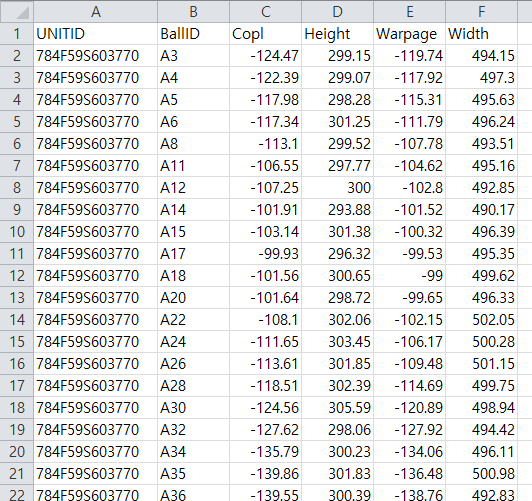 A B C D E F
1 UNITID BallID Copl Height Warpage Width
2 784F59S603770 A3 -124.47 299.15 -119.74 494.15
3 784F59S603770 A4 -122.39 299.07 -117.92 497.3
4 784F59S603770 A5 -117.98 298.28 -115.31 495.63
5 784F59S603770 A6 -117.34 301.25 -111.79 496.24
6 784F59S603770 A8 -113.1 299.52 -107.78 493.51
7 784F59S603770 A11 -106.55 297.77 -104.62 495.16
8 784F59S603770 A12 -107.25 300 -102.8 492.85
9 784F59S603770 A14 -101.91 293.88 -101.52 490.17
10 784F59S603770 A15 -103.14 301.38 -100.32 496.39
11 784F59S603770 A17 -99.93 296.32 -99.53 495.35
12 784F59S603770 A18 -101.56 300.65 -99 499.62
13 784F59S603770 A20 -101.64 298.72 -99.65 496.33
14 784F59S603770 A22 -108.1 302.06 -102.15 502.05
15 784F59S603770 A24 -111.65 303.45 -106.17 500.28
16 784F59S603770 A26 -113.61 301.85 -109.48 501.15
17 784F59S603770 A28 -118.51 302.39 -114.69 499.75
18 784F59S603770 A30 -124.56 305.59 -120.89 498.94
19 784F59S603770 A32 -127.62 298.06 -127.92 494.42
20 784F59S603770 A34 -135.79 300.23 -134.06 496.11
21 784F59S603770 A35 -139.86 301.83 -136.48 500.98
22 784F59S603770 A36 -139.55 300.39 -138.76 492.83